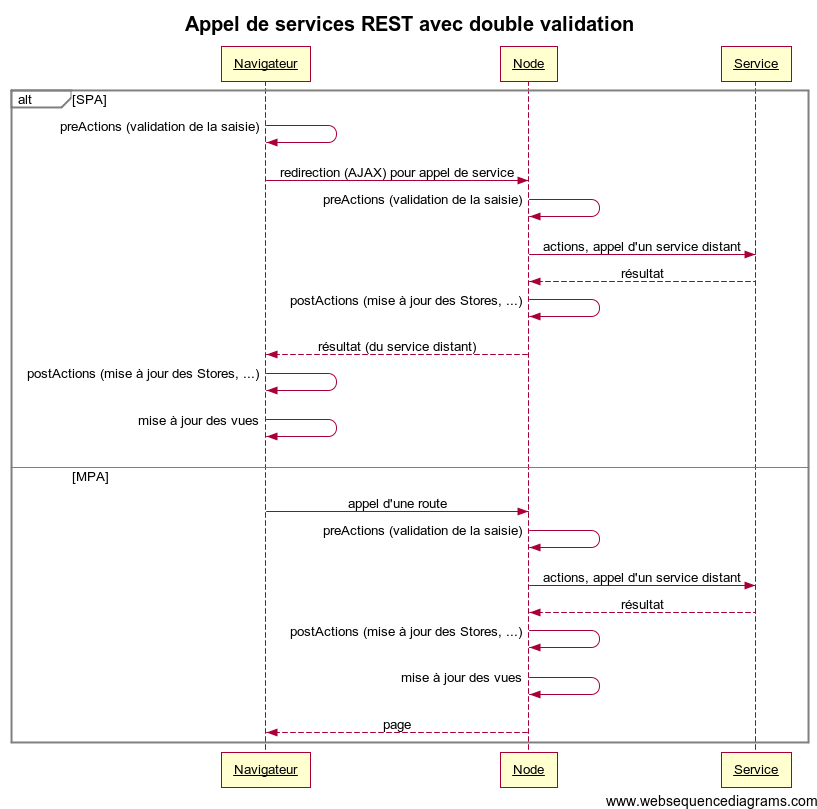 Appel de services REST avec double validation
Navigateur Node Service
alt [SPA]
preActions (validation de la saisie)
redirection (AJAX) pour appel de service
preActions (validation de la saisie)
actions, appel d'un service distant
résultat
postActions (mise à jour des Stores, ...)
résultat (du service distant)
postActions (mise à jour des Stores, ...)
mise à jour des vues
[MPA]
appel d'une route
preActions (validation de la saisie)
actions, appel d'un service distant
résultat
postActions (mise à jour des Stores, ...)
mise à jour des vues
page
Navigateur Node Service
www.websequencediagrams.com